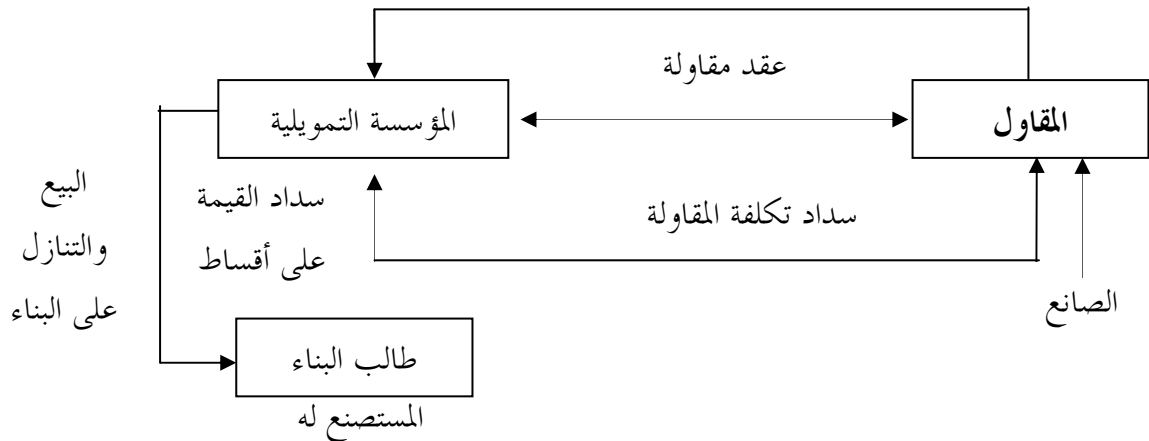 عقد مقاولة
المقاول
المؤسسة التمويلية
سداد تكلفة المقاولة
سداد القيمة
على أقساط
البيع
والتنازل
على البناء
الصانع
طالب البناء
المستصنع له